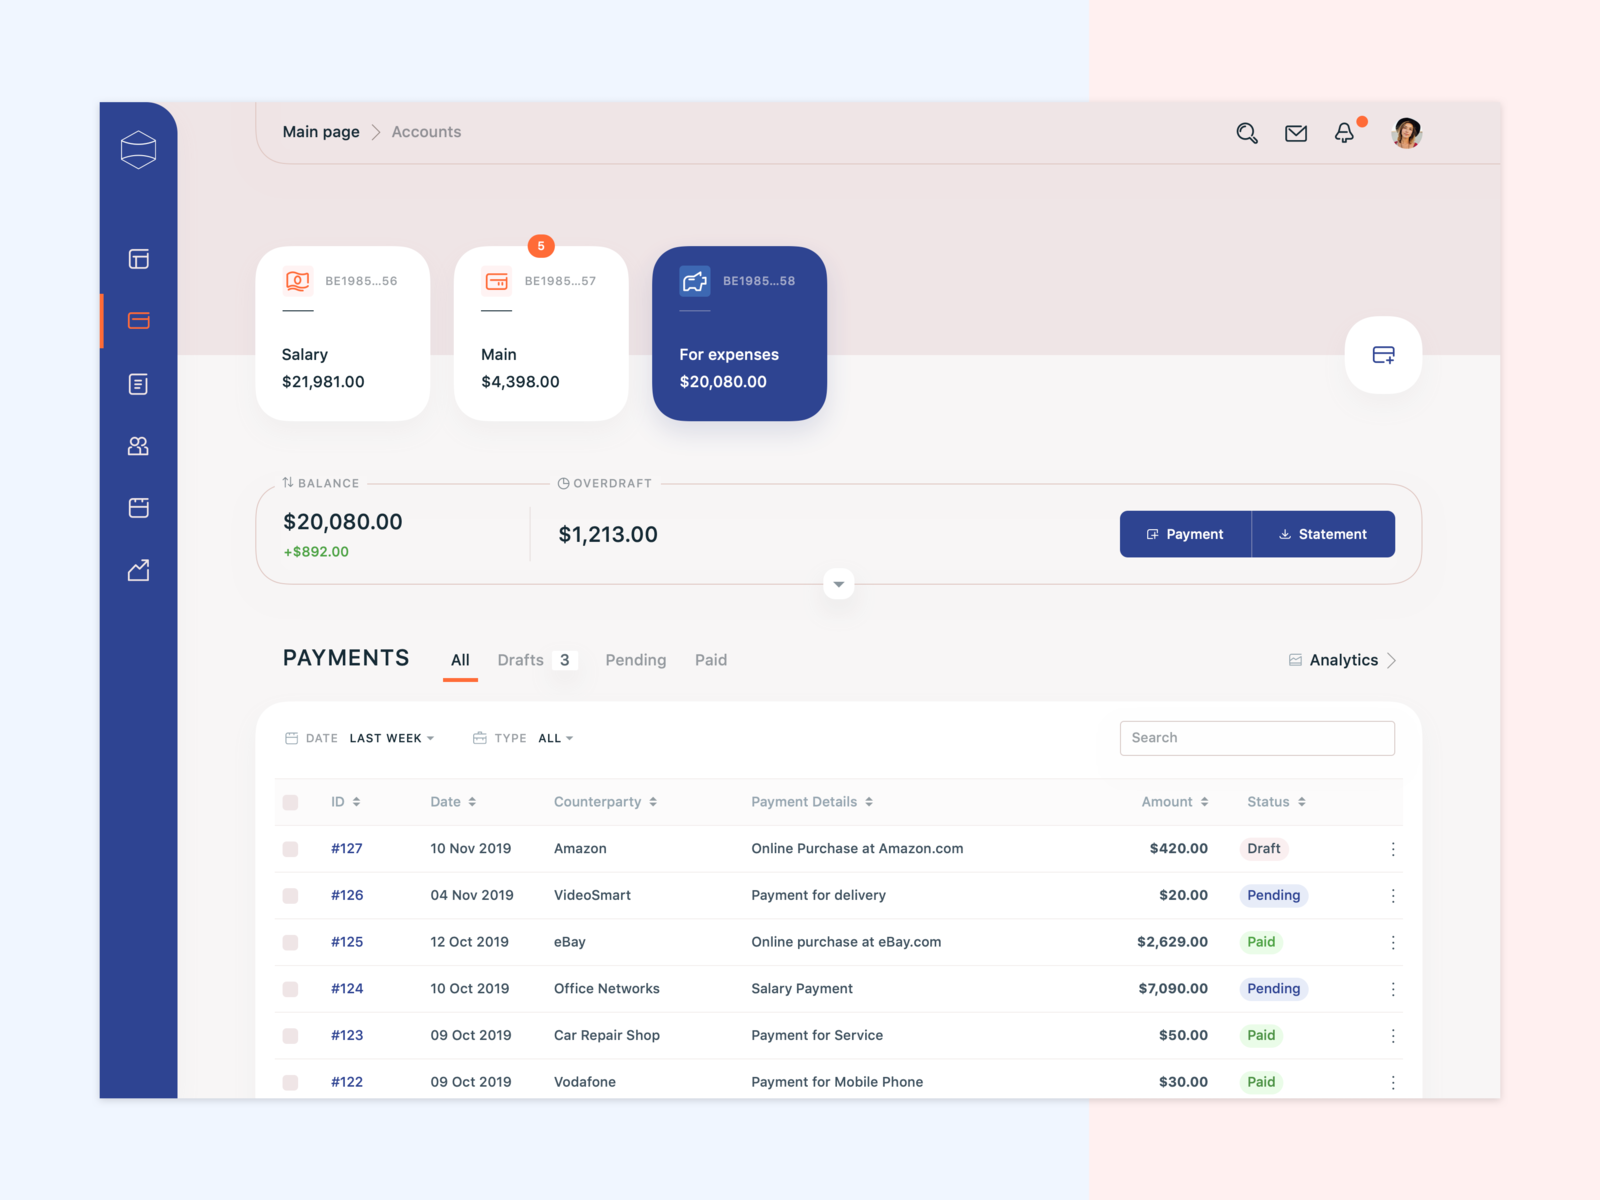 Main page Accounts
5
BE1985...56
BE1985...57
BE1985...58
Salary
$21,981.00
Main
$4,398.00
For expenses
$20,080.00
BALANCE
OVERDRAFT
$20,080.00
+$892.00
$1,213.00
Payment
Statement
PAYMENTS
All Drafts 3 Pending Paid
Analytics
DATE LAST WEEK TYPE ALL
Search
ID Date Counterparty Payment Details Amount Status
#127 10 Nov 2019 Amazon Online Purchase at Amazon.com $420.00 Draft
#126 04 Nov 2019 VideoSmart Payment for delivery $20.00 Pending
#125 12 Oct 2019 eBay Online purchase at eBay.com $2,629.00 Paid
#124 10 Oct 2019 Office Networks Salary Payment $7,090.00 Pending
#123 09 Oct 2019 Car Repair Shop Payment for Service $50.00 Paid
#122 09 Oct 2019 Vodafone Payment for Mobile Phone $30.00 Paid